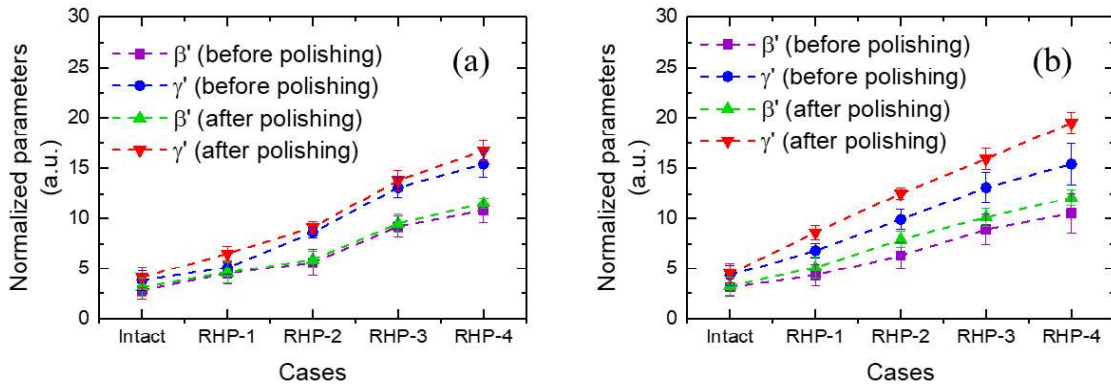 30
25
20
15
10
5
0
Normalized parameters
(a.u.)
β' (before polishing)
γ' (before polishing)
β' (after polishing)
γ' (after polishing)
(a)
Intact RHP-1 RHP-2 RHP-3 RHP-4
Cases
30
25
20
15
10
5
0
Normalized parameters
(a.u.)
β' (before polishing)
γ' (before polishing)
β' (after polishing)
γ' (after polishing)
(b)
Intact RHP-1 RHP-2 RHP-3 RHP-4
Cases